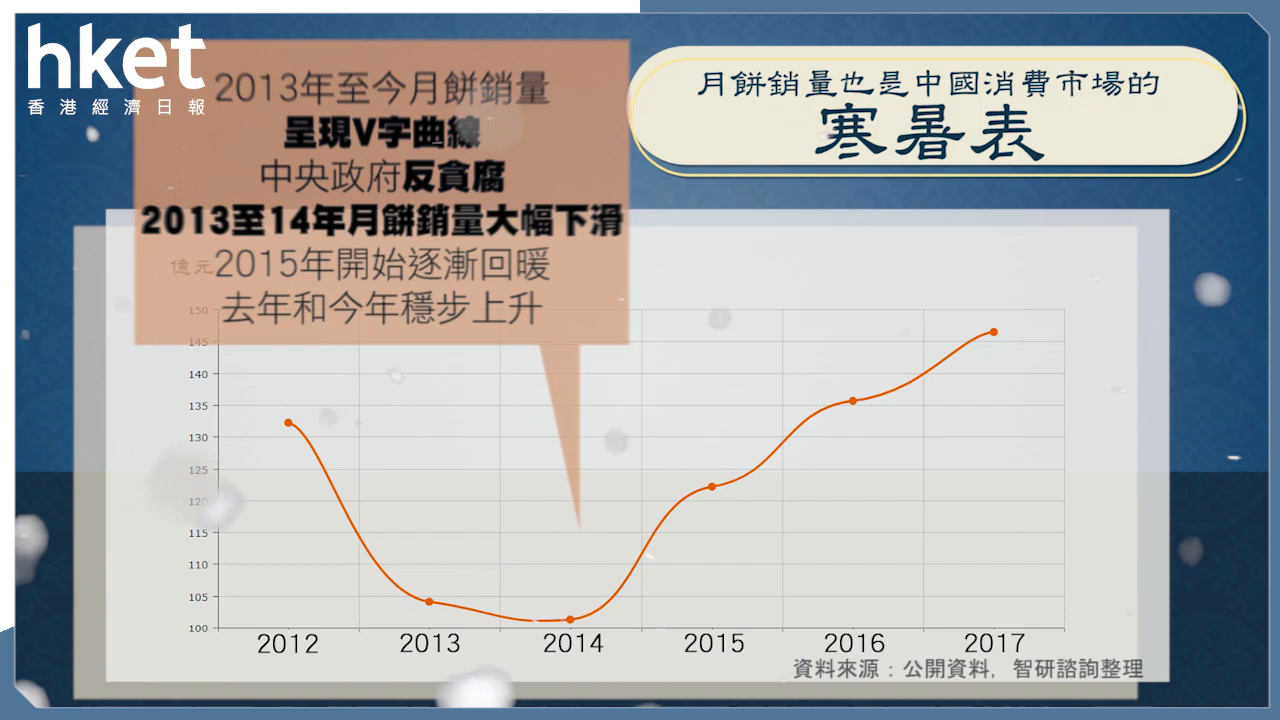 hket
香港經濟日報
月餅銷量也是中國消費市場的
寒暑表
2013年至今月餅銷量
呈現V字曲線
中央政府反貪腐
2013至14年月餅銷量大幅下滑
2015年開始逐漸回暖
去年和今年穩步上升
億元
150
145
140
135
130
125
120
115
110
105
100
2012 2013 2014 2015 2016 2017
資料來源：公開資料，智研諮詢整理